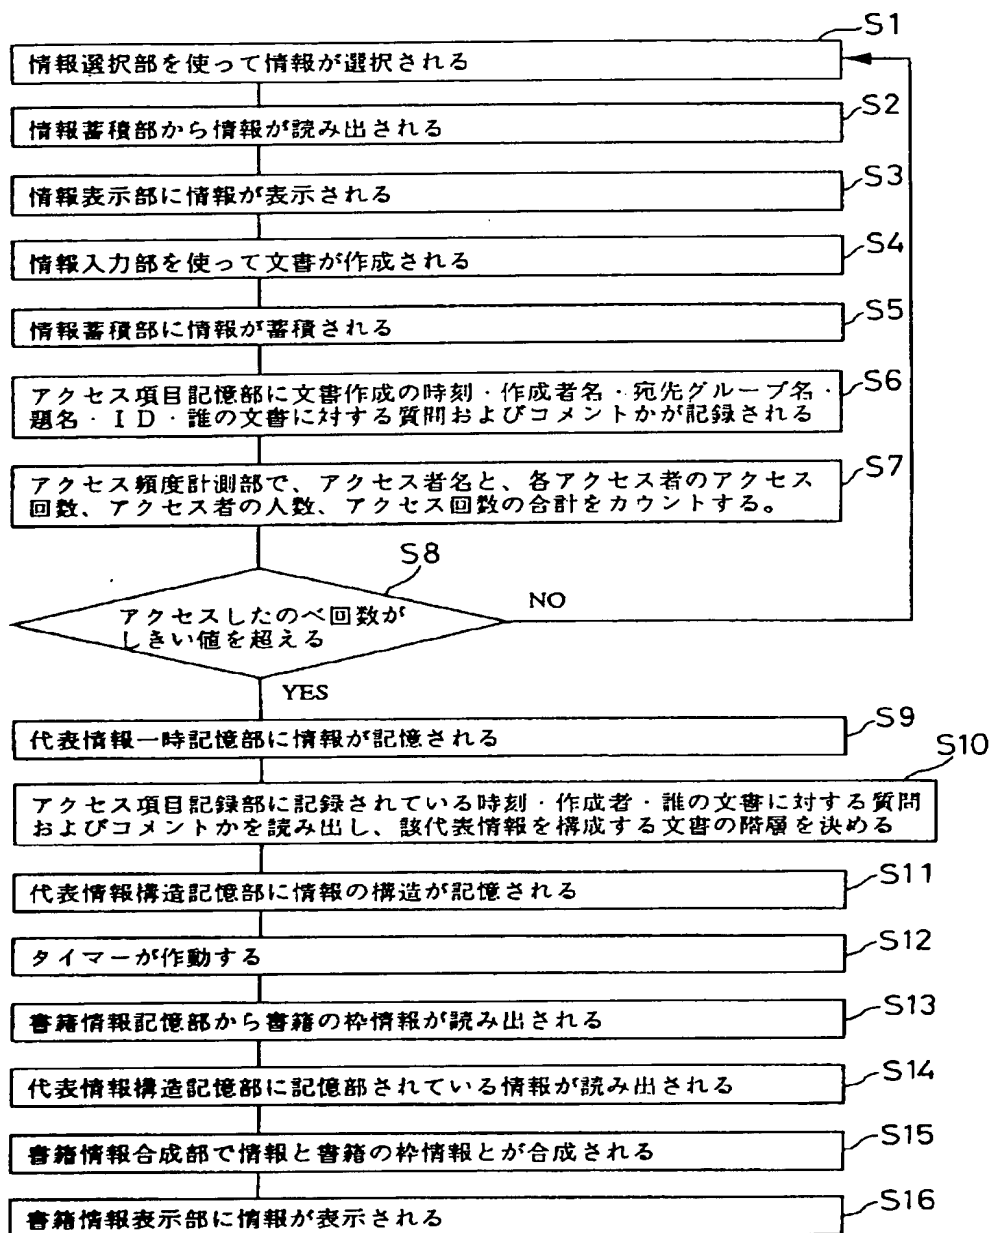 S1
情報選択部を使って情報が選択される
S2
情報蓄積部から情報が読み出される
S3
情報表示部に情報が表示される
S4
情報入力部を使って文書が作成される
S5
情報蓄積部に情報が蓄積される
S6
アクセス項目記憶部に文書作成の時刻・作成者名・宛先グループ名・
題名・ID・誰の文書に対する質問およびコメントかが記録される
S7
アクセス頻度計測部で、アクセス者名と、各アクセス者のアクセス
回数、アクセス者の人数、アクセス回数の合計をカウントする。
S8
アクセスしたのべ回数が
しきい値を超える
NO
YES
S9
代表情報一時記憶部に情報が記憶される
S10
アクセス項目記録部に記録されている時刻・作成者・誰の文書に対する質問
およびコメントかを読み出し、該代表情報を構成する文書の階層を決める
S11
代表情報構造記憶部に情報の構造が記憶される
S12
タイマーが作動する
S13
書籍情報記憶部から書籍の枠情報が読み出される
S14
代表情報構造記憶部に記憶部されている情報が読み出される
S15
書籍情報合成部で情報と書籍の枠情報とが合成される
S16
書籍情報表示部に情報が表示される